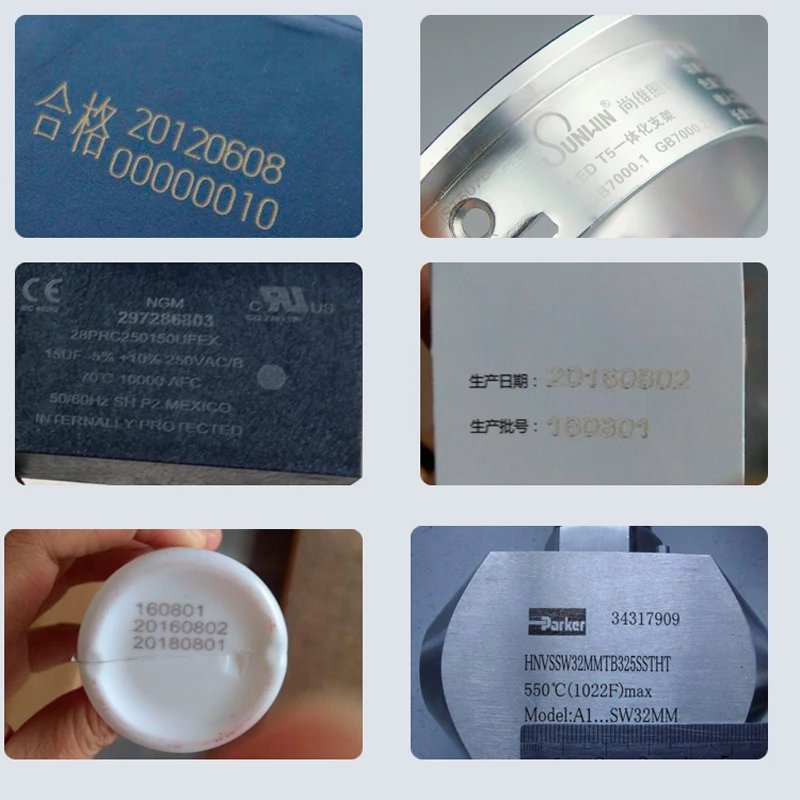 合格 20120608
00000010
SUNWIN® 尚维照
ED T5一体化支架
B7000.1 GB7000.
CE
NGM
297286803
C US
28PRC250150UFEX
15UF -5% +10% 250VAC/B
70°C 10000 AFC
50/60Hz SH P2 MEXICO
INTERNALLY PROTECTED
生产日期：20160802
生产批号：160801
160801
20160802
20180801
Parker 34317909
HNVSSW32MMTB325SSTHT
550℃(1022F)max
Model:A1...SW32MM